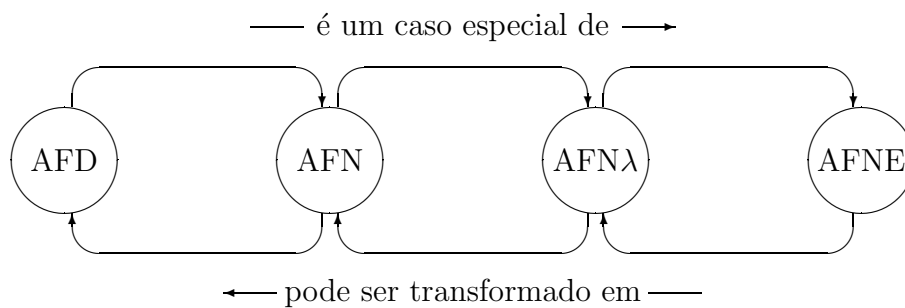 é um caso especial de
AFD AFN AFNλ AFNE
pode ser transformado em